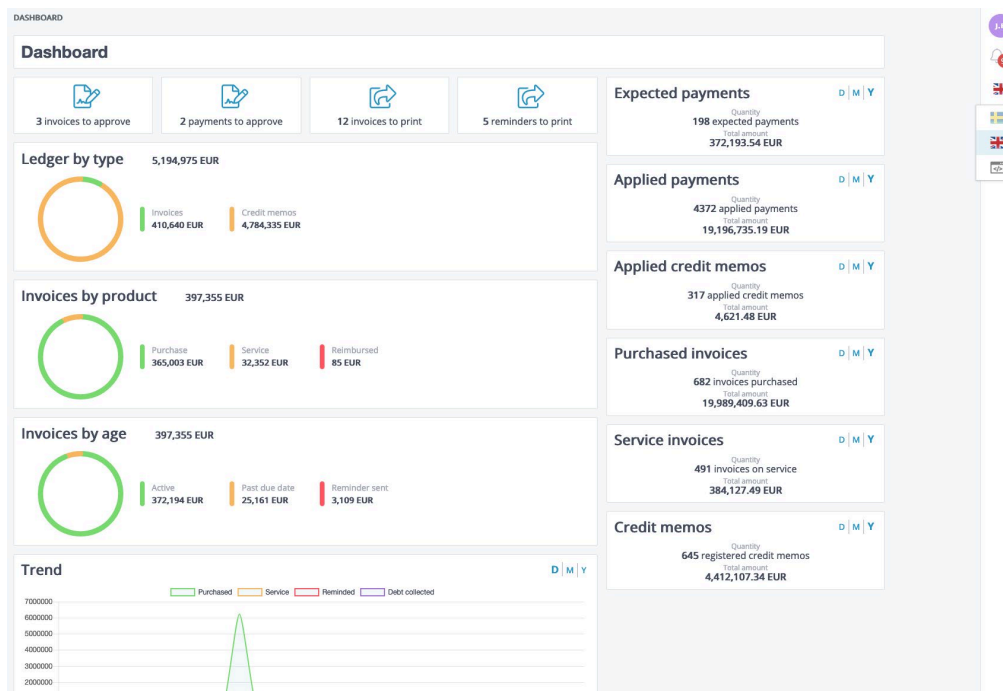 DASHBOARD
Dashboard
3 invoices to approve
2 payments to approve
12 invoices to print
5 reminders to print
Ledger by type 5,194,975 EUR
Invoices
410,640 EUR
Credit memos
4,784,335 EUR
Invoices by product 397,355 EUR
Purchase
365,003 EUR
Service
32,352 EUR
Reimbursed
85 EUR
Invoices by age 397,355 EUR
Active
372,194 EUR
Past due date
25,161 EUR
Reminder sent
3,109 EUR
Trend D M Y
Purchased Service Reminded Debt collected
7000000
6000000
5000000
4000000
3000000
2000000
Expected payments D M Y
Quantity
198 expected payments
Total amount
372,193.54 EUR
Applied payments D M Y
Quantity
4372 applied payments
Total amount
19,196,735.19 EUR
Applied credit memos D M Y
Quantity
317 applied credit memos
Total amount
4,621.48 EUR
Purchased invoices D M Y
Quantity
682 invoices purchased
Total amount
19,989,409.63 EUR
Service invoices D M Y
Quantity
491 invoices on service
Total amount
384,127.49 EUR
Credit memos D M Y
Quantity
645 registered credit memos
Total amount
4,412,107.34 EUR